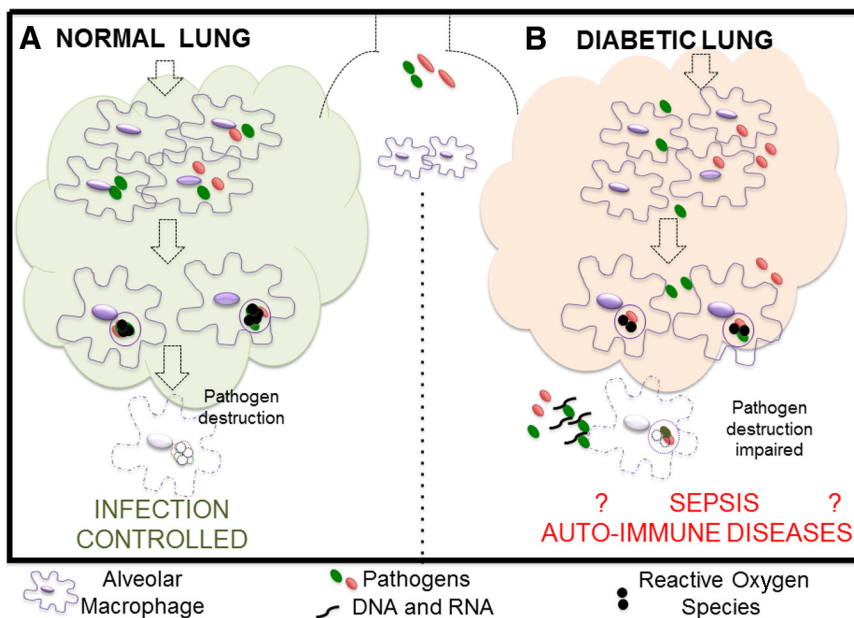 A NORMAL LUNG
B DIABETIC LUNG
Pathogen
destruction
INFECTION
CONTROLLED
Pathogen
destruction
impaired
? SEPSIS ?
AUTO-IMMUNE DISEASES
Alveolar
Macrophage
Pathogens
DNA and RNA
Reactive Oxygen
Species